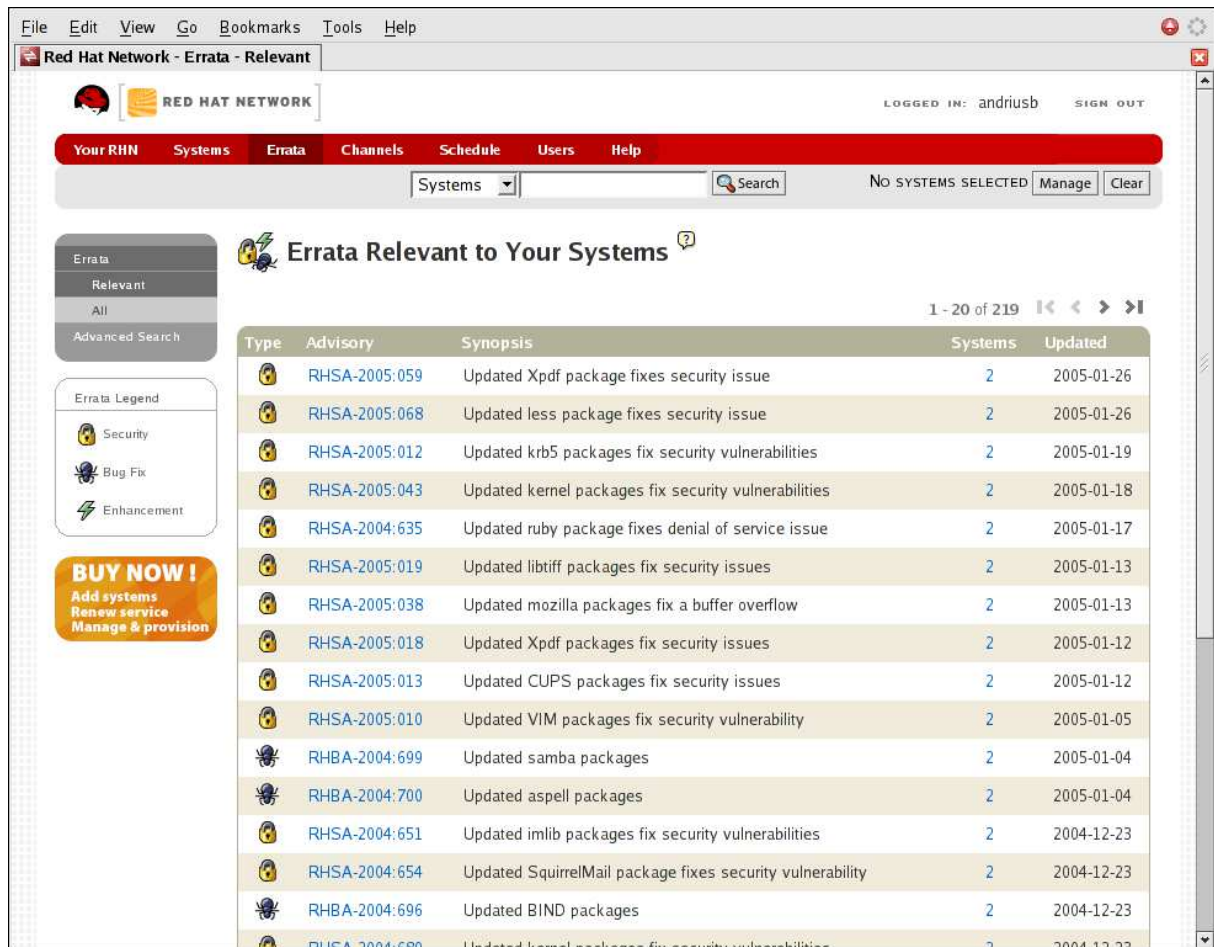 File Edit View Go Bookmarks Tools Help
Red Hat Network - Errata - Relevant
RED HAT NETWORK
LOGGED IN: andriusb SIGN OUT
Your RHN Systems Errata Channels Schedule Users Help
Systems Search NO SYSTEMS SELECTED Manage Clear
Errata
Relevant
All
Advanced Search
Errata Legend
Security
Bug Fix
Enhancement
BUY NOW!
Add systems
Renew service
Manage & provision
Errata Relevant to Your Systems ?
1 - 20 of 219
Type Advisory Synopsis Systems Updated
RHSA-2005:059 Updated Xpdf package fixes security issue 2 2005-01-26
RHSA-2005:068 Updated less package fixes security issue 2 2005-01-26
RHSA-2005:012 Updated krb5 packages fix security vulnerabilities 2 2005-01-19
RHSA-2005:043 Updated kernel packages fix security vulnerabilities 2 2005-01-18
RHSA-2004:635 Updated ruby package fixes denial of service issue 2 2005-01-17
RHSA-2005:019 Updated libtiff packages fix security issues 2 2005-01-13
RHSA-2005:038 Updated mozilla packages fix a buffer overflow 2 2005-01-13
RHSA-2005:018 Updated Xpdf packages fix security issues 2 2005-01-12
RHSA-2005:013 Updated CUPS packages fix security issues 2 2005-01-12
RHSA-2005:010 Updated VIM packages fix security vulnerability 2 2005-01-05
RHBA-2004:699 Updated samba packages 2 2005-01-04
RHBA-2004:700 Updated aspell packages 2 2005-01-04
RHSA-2004:651 Updated imlib packages fix security vulnerabilities 2 2004-12-23
RHSA-2004:654 Updated SquirrelMail package fixes security vulnerability 2 2004-12-23
RHBA-2004:696 Updated BIND packages 2 2004-12-23
RHSA-2004:689 Updated kernel packages fix security vulnerabilities 2 2004-12-23